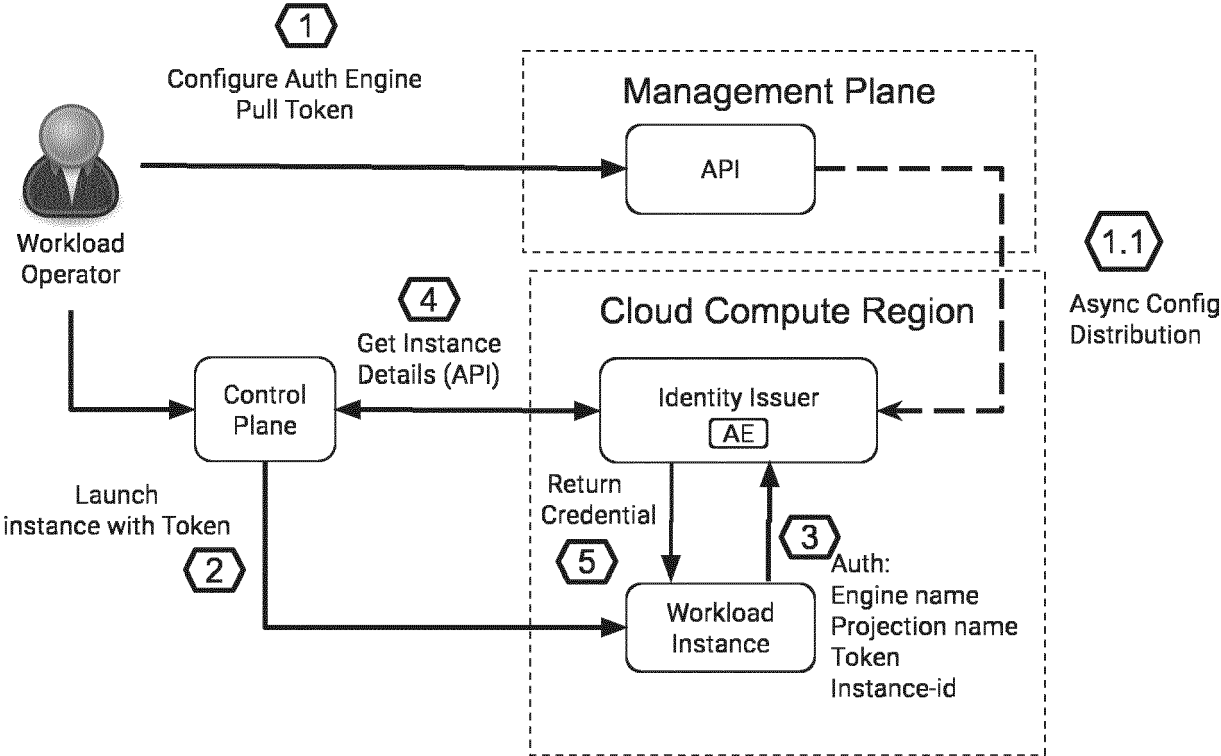 1
Configure Auth Engine
Pull Token
Management Plane
API
Workload
Operator
1.1
Async Config
Distribution
4
Get Instance
Details (API)
Cloud Compute Region
Control
Plane
Identity Issuer
AE
Launch
instance with Token
2
Return
Credential
5
3
Auth:
Engine name
Projection name
Token
Instance-id
Workload
Instance